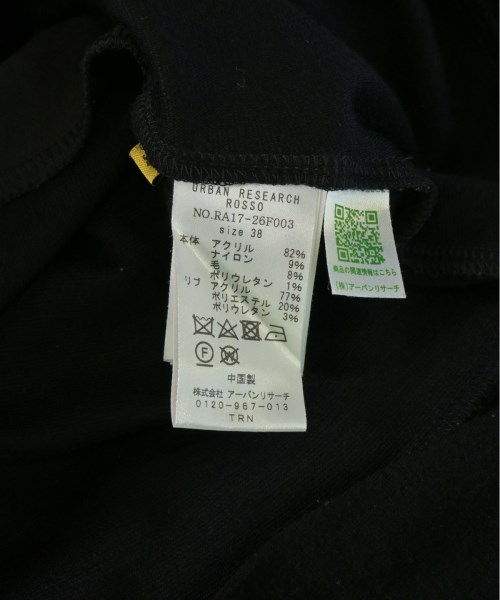 URBAN RESEARCH
ROSSO
NO.RA17-26F003
size 38
本体 アクリル 82%
ナイロン 9%
毛 8%
ポリウレタン 1%
リブ アクリル 77%
ポリエステル 20%
ポリウレタン 3%
F W
中国製
株式会社 アーバンリサーチ
0120-967-013
TRN
商品の関連情報はこちら
(株)アーバンリサーチ